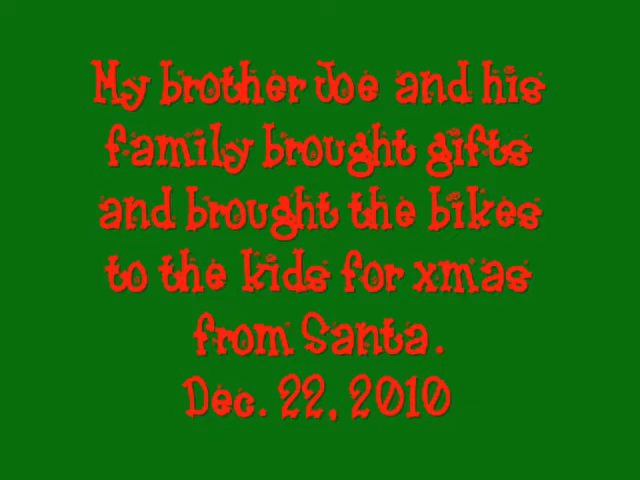 My brother Joe and his
family brought gifts
and brought the bikes
to the kids for xmas
from Santa.
Dec. 22, 2010